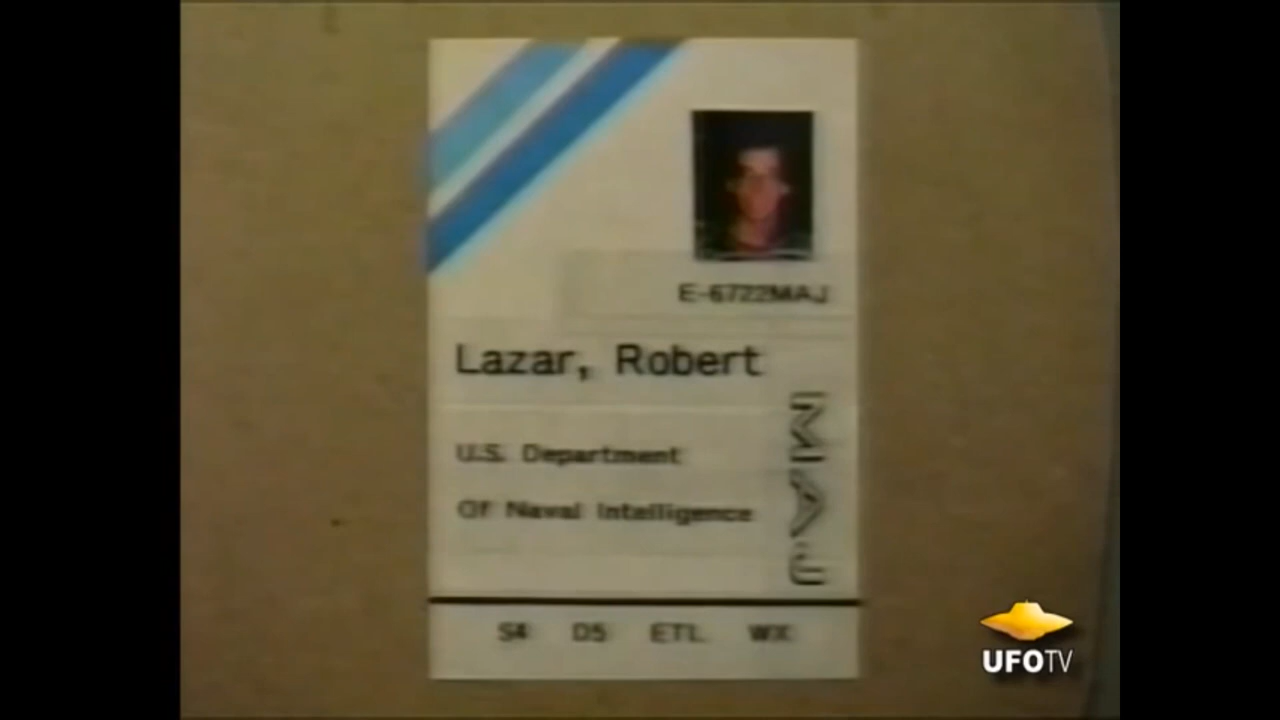 E-6722MAJ
Lazar, Robert
U.S. Department
Of Naval Intelligence
MAJ
S4 D5 ETL WX
UFOTV